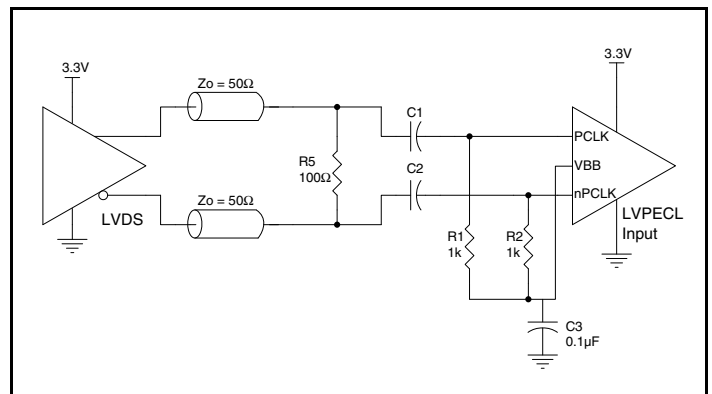 3.3V
3.3V
Zo = 50Ω
C1
PCLK
R5
100Ω
VBB
C2
Zo = 50Ω
nPCLK
LVDS
LVPECL
Input
R1
1k
R2
1k
C3
0.1µF